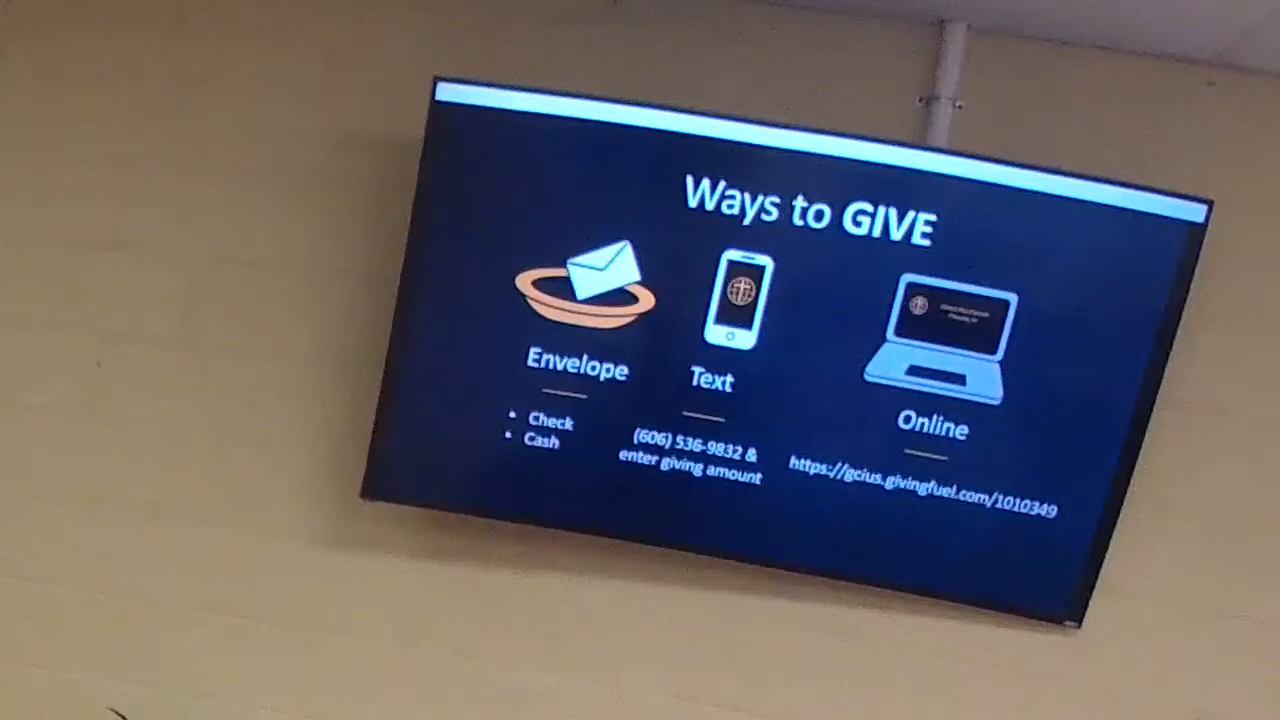 Ways to GIVE
Envelope
• Check
• Cash
Text
(606) 536-9832 &
enter giving amount
Online
https://gcius.givingfuel.com/1010349